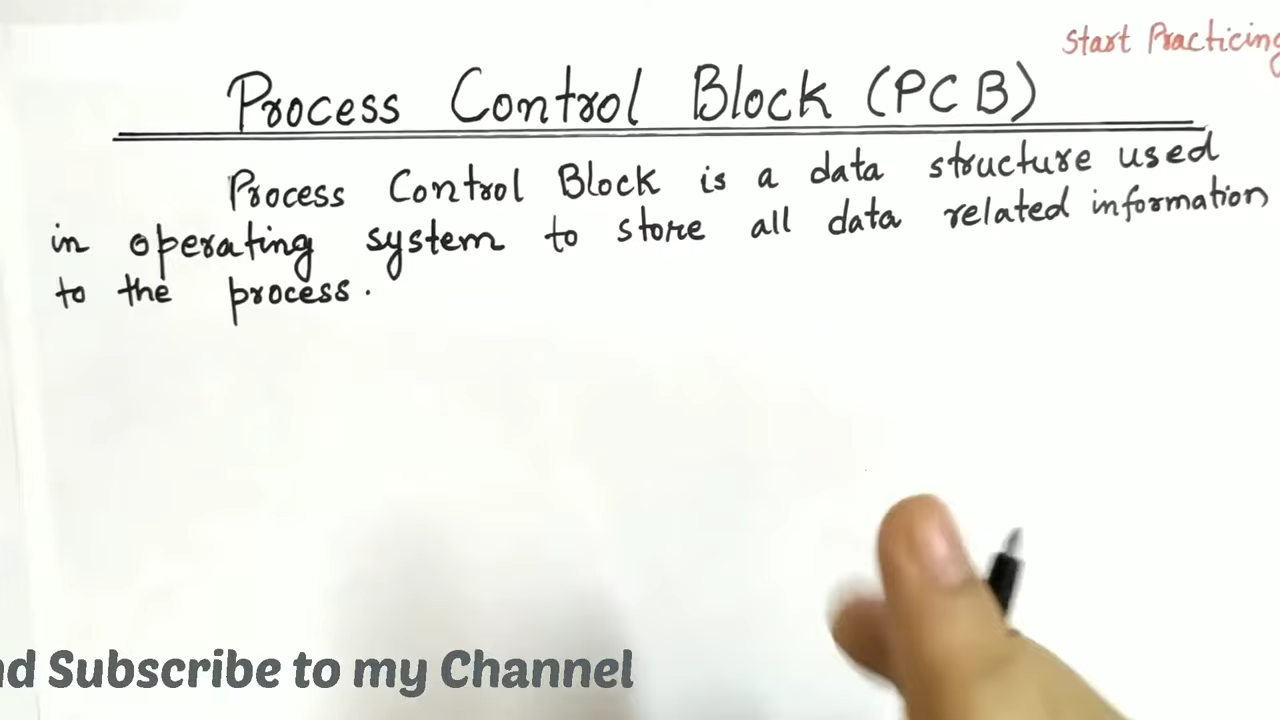 Start Practicing
Process Control Block (PCB)
Process Control Block is a data structure used
in operating system to store all data related information
to the process.
nd Subscribe to my Channel